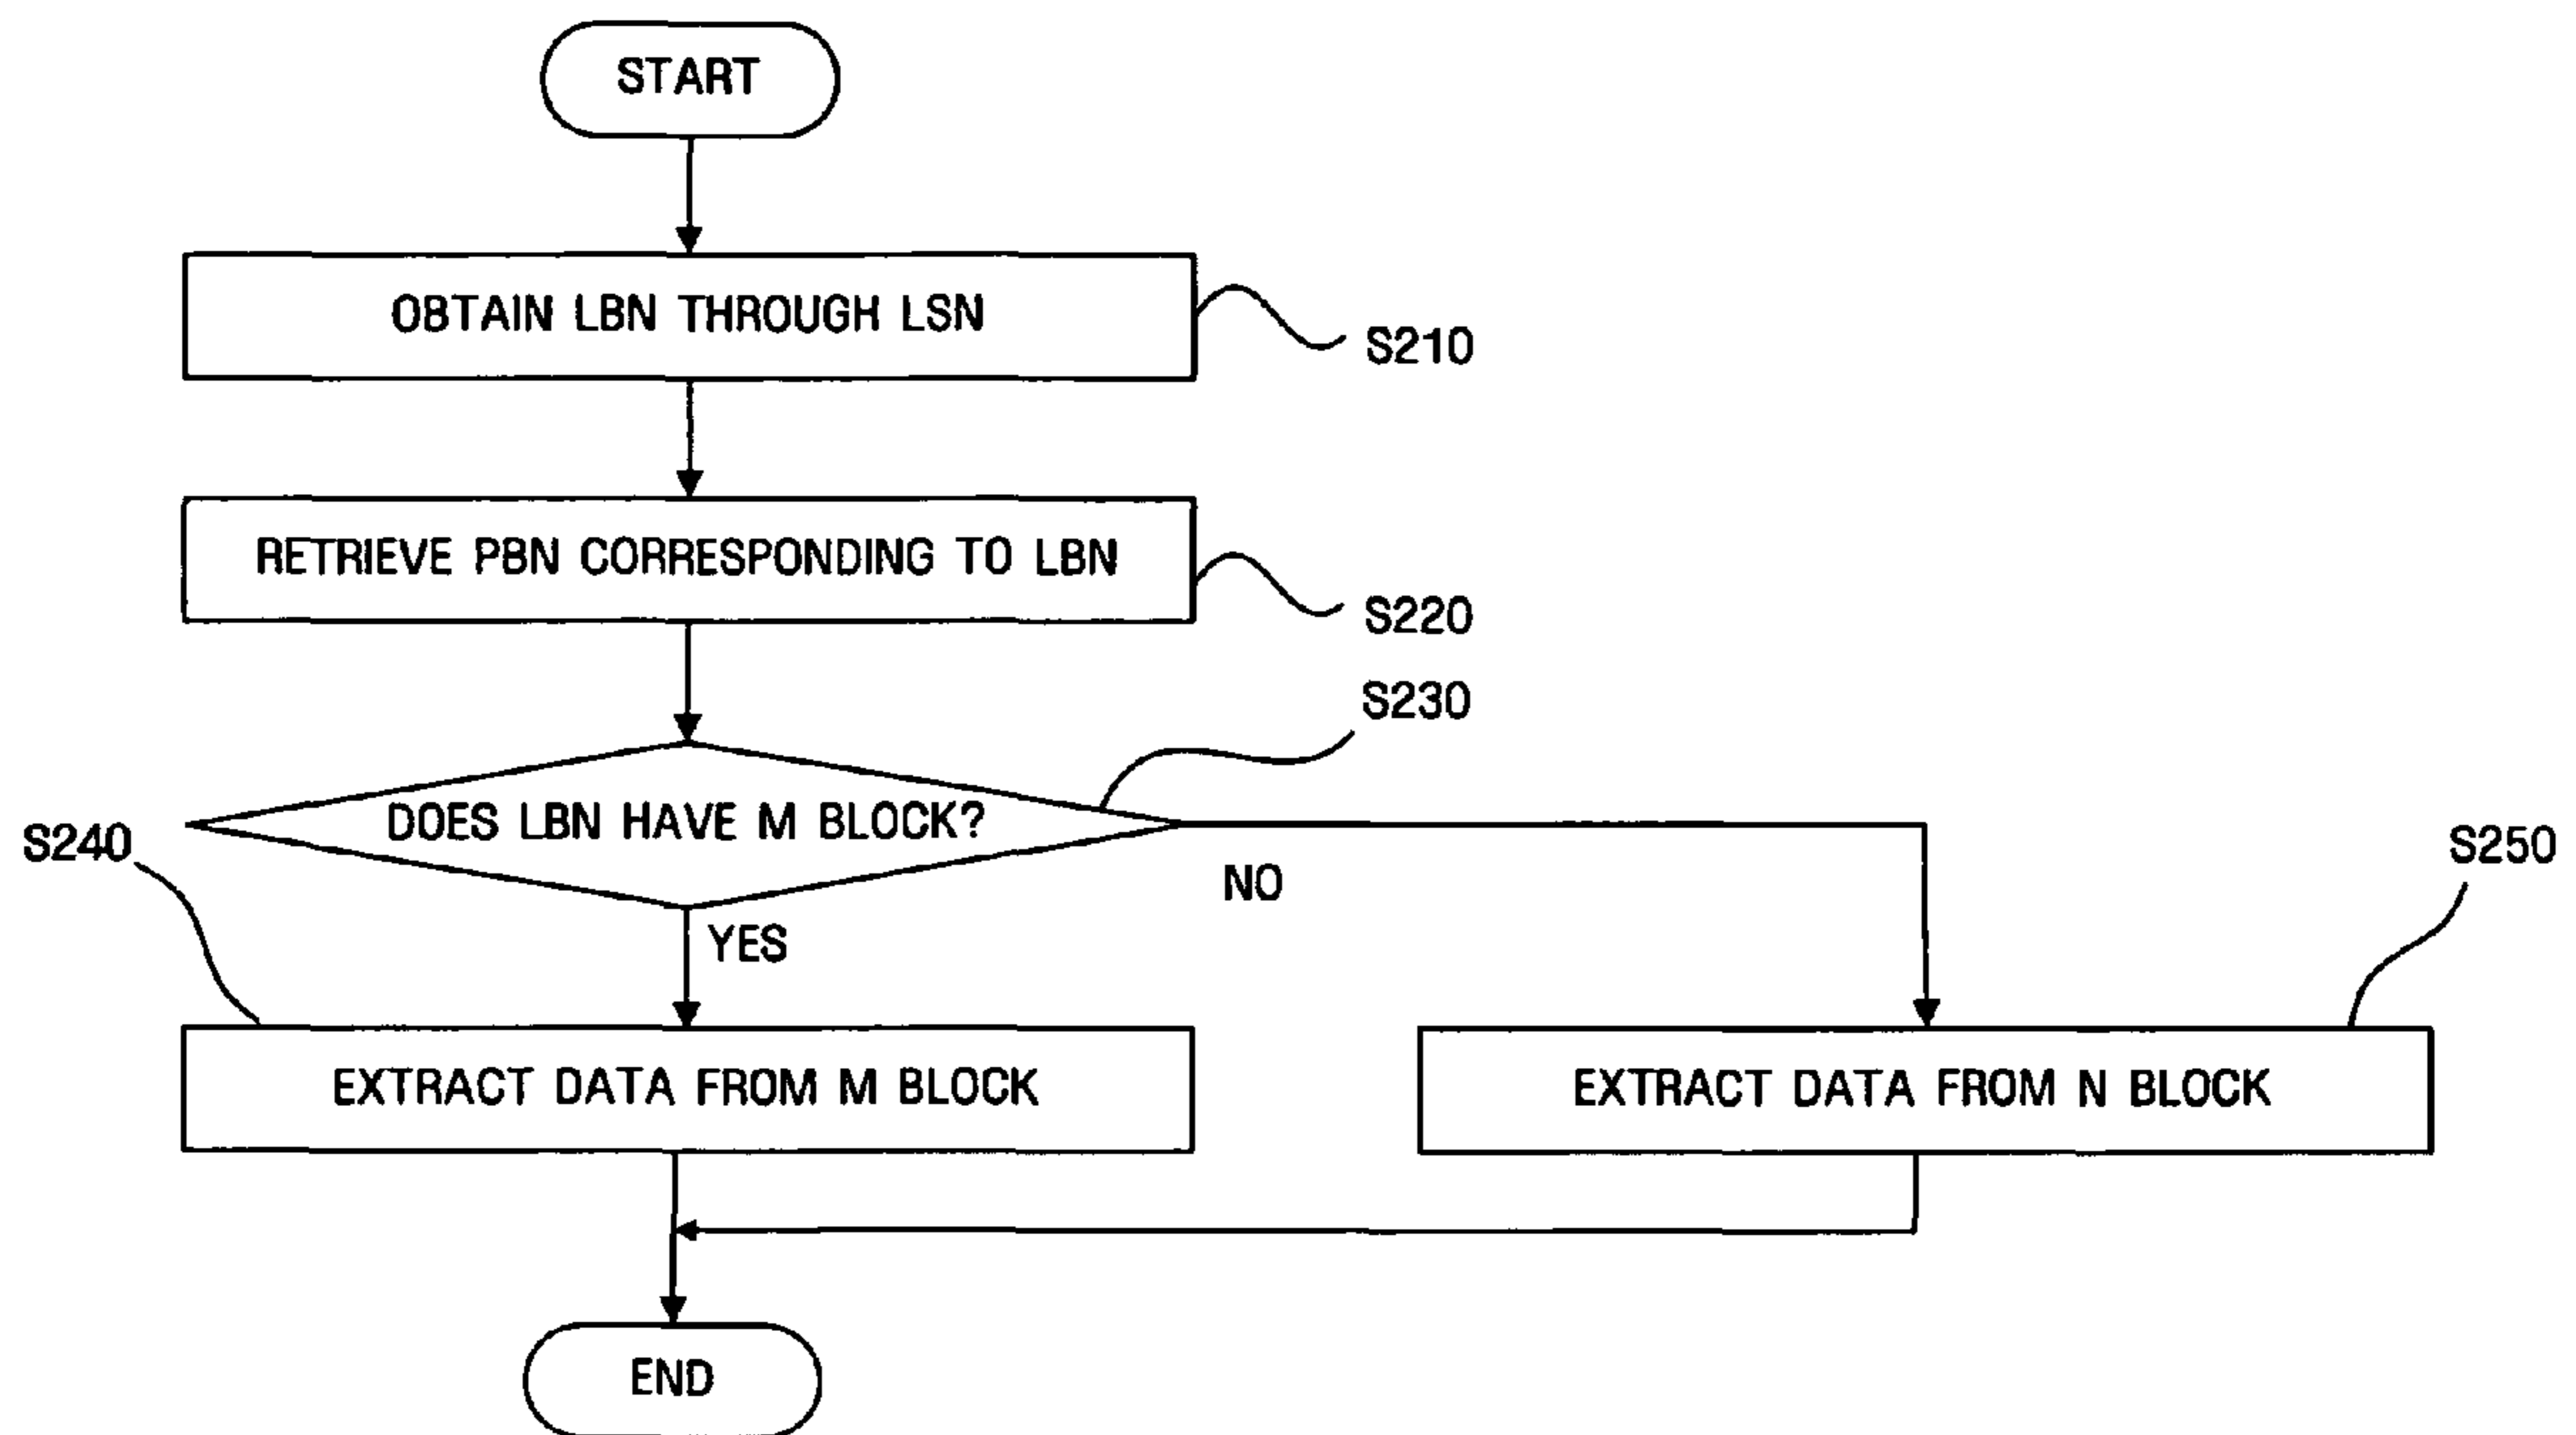 START
OBTAIN LBN THROUGH LSN
S210
RETRIEVE PBN CORRESPONDING TO LBN
S220
S230
DOES LBN HAVE M BLOCK?
S240
NO
S250
YES
EXTRACT DATA FROM M BLOCK
EXTRACT DATA FROM N BLOCK
END